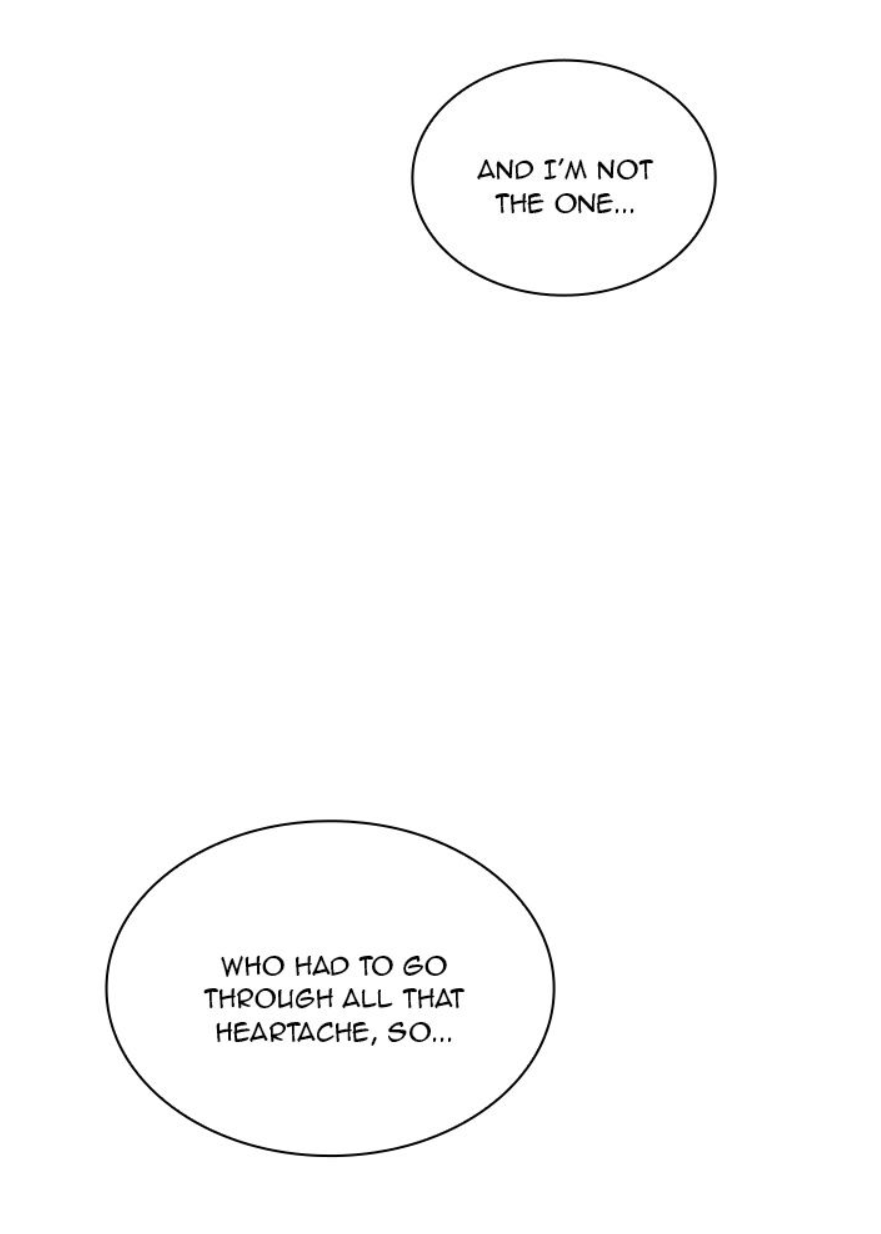 AND I'M NOT
THE ONE...
WHO HAD TO GO
THROUGH ALL THAT
HEARTACHE, SO...